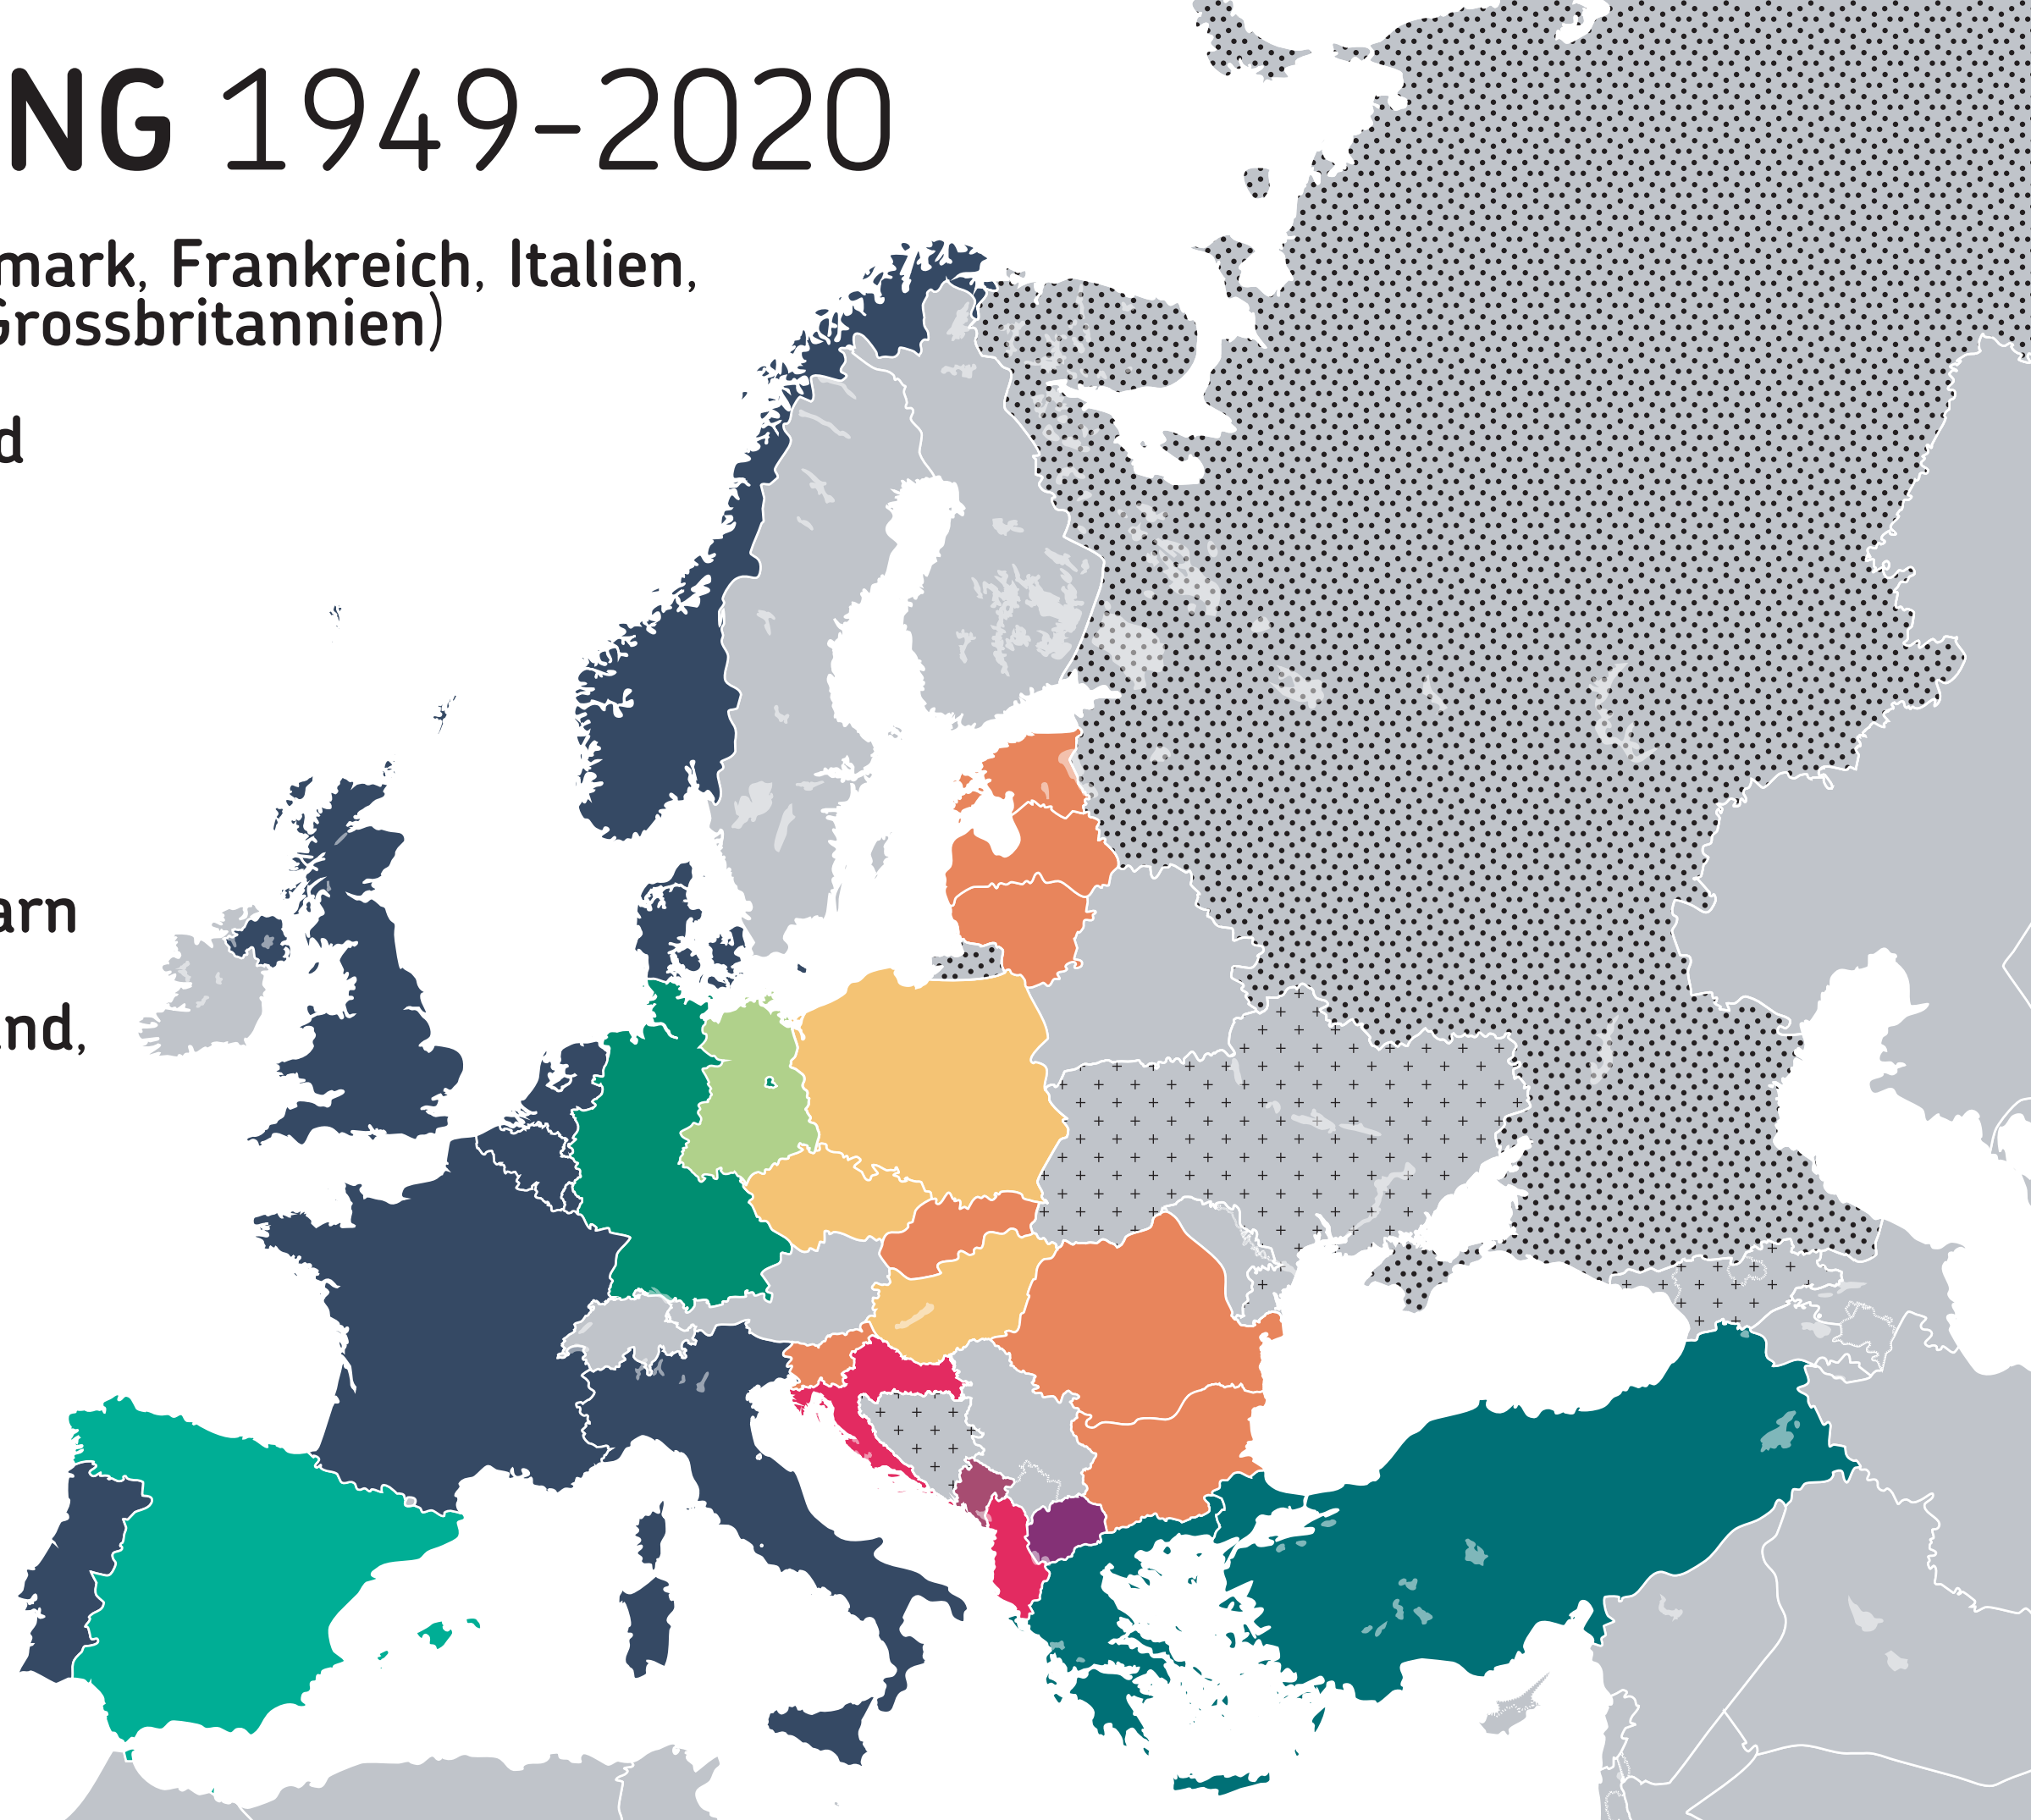 NG 1949-2020
mark, Frankreich, Italien,
Grossbritannien)
d
arn
nd,